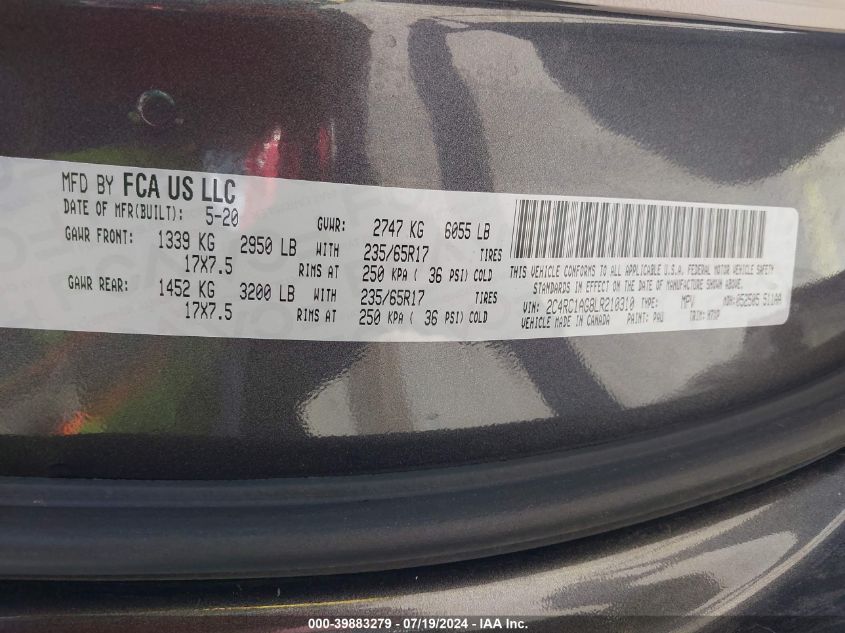 MFD BY FCA US LLC
DATE OF MFR(BUILT): 5-20 GVWR: 2747 KG 6055 LB
GAWR FRONT: 1339 KG 2950 LB WITH 235/65R17 TIRES
17X7.5 RIMS AT 250 KPA ( 36 PSI) COLD
GAWR REAR: 1452 KG 3200 LB WITH 235/65R17 TIRES
17X7.5 RIMS AT 250 KPA ( 36 PSI) COLD
THIS VEHICLE CONFORMS TO ALL APPLICABLE U.S.A. FEDERAL MOTOR VEHICLE SAFETY
STANDARDS IN EFFECT ON THE DATE OF MANUFACTURE SHOWN ABOVE
VIN: 2C4RC1AG8LR210310 TYPE: MPV MDH: 052505 511AA
VEHICLE MADE IN CANADA PAINT: PAU TRIM:
000-39883279 / 07/19/2024 - IAA Inc.